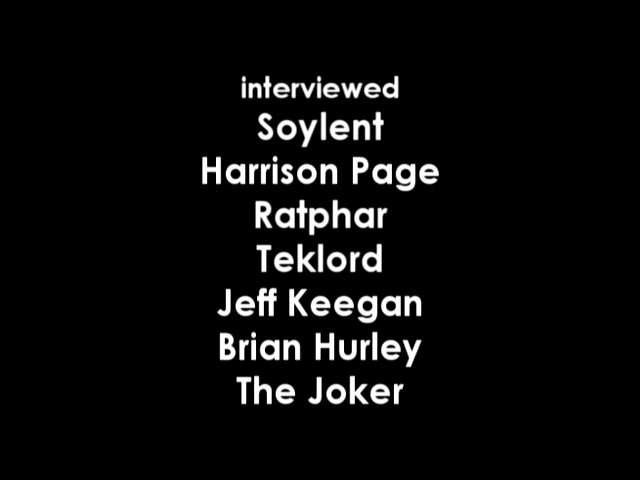 interviewed
Soylent
Harrison Page
Ratphar
Teklord
Jeff Keegan
Brian Hurley
The Joker